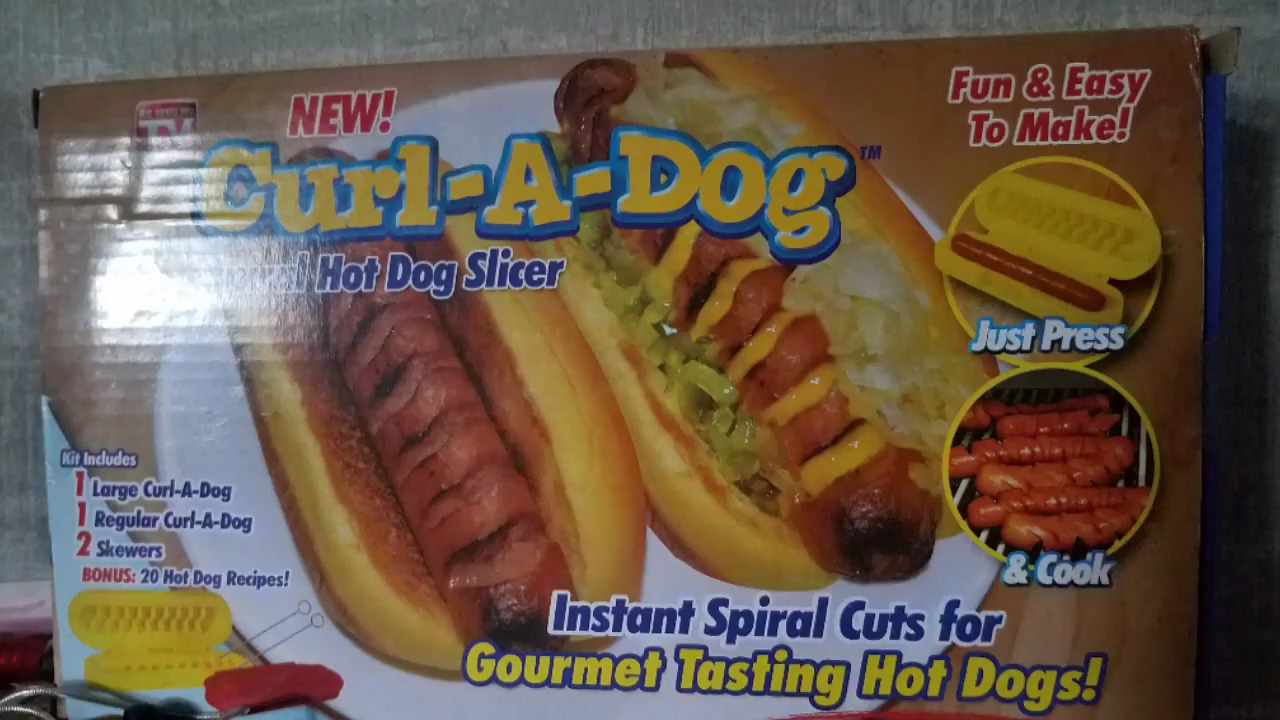 TV
NEW!
Curl-A-Dog™
Spiral Hot Dog Slicer
Fun & Easy
To Make!
Just Press
& Cook
Kit Includes
1 Large Curl-A-Dog
1 Regular Curl-A-Dog
2 Skewers
BONUS: 20 Hot Dog Recipes!
Instant Spiral Cuts for
Gourmet Tasting Hot Dogs!